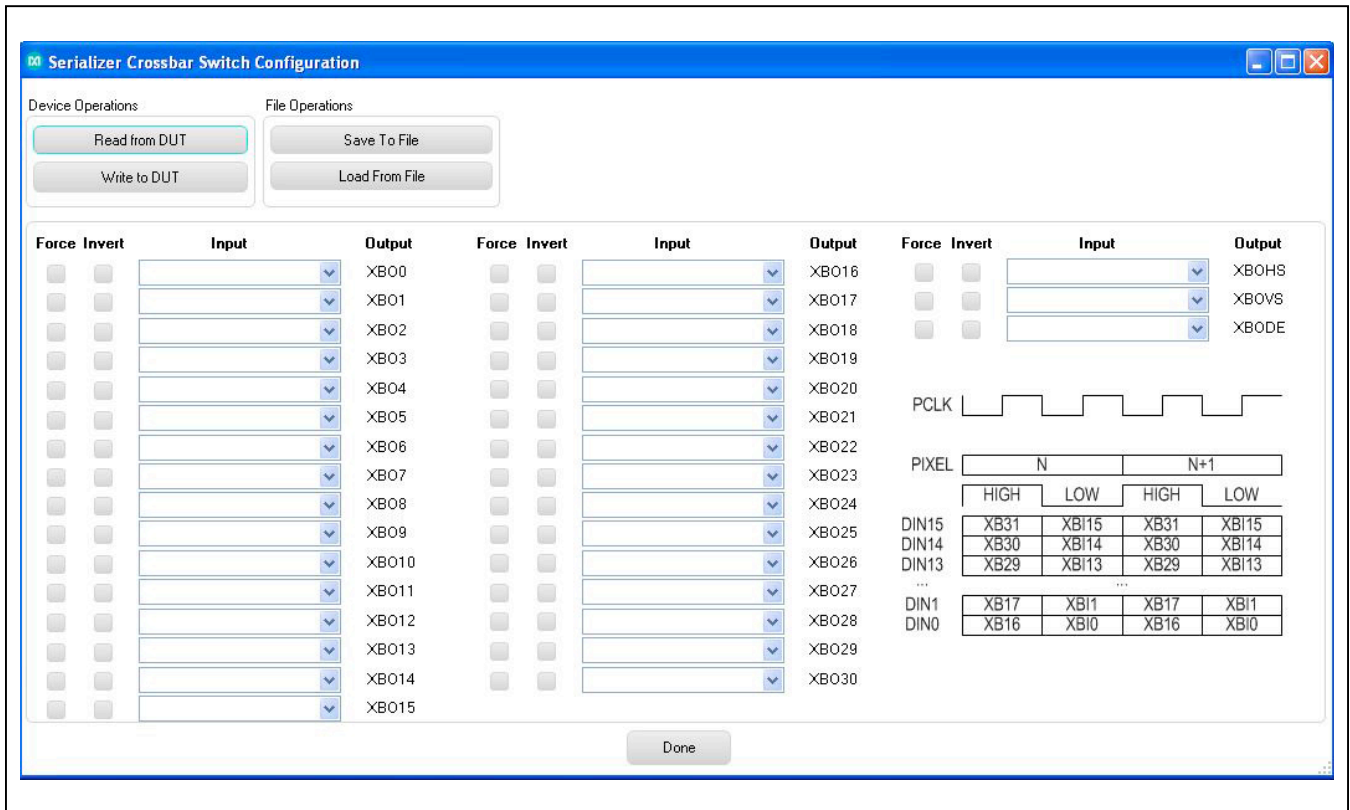 Serializer Crossbar Switch Configuration
Device Operations File Operations
Read from DUT Save To File
Write to DUT Load From File
Force Invert Input Output Force Invert Input Output Force Invert Input Output
XBO0 XBO16 XBOHS
XBO1 XBO17 XBOVS
XBO2 XBO18 XBODE
XBO3 XBO19
XBO4 XBO20
XBO5 XBO21
XBO6 XBO22
XBO7 XBO23
XBO8 XBO24
XBO9 XBO25
XBO10 XBO26
XBO11 XBO27
XBO12 XBO28
XBO13 XBO29
XBO14 XBO30
XBO15
PCLK
PIXEL N N+1
HIGH LOW HIGH LOW
DIN15 XB31 XBI15 XB31 XBI15
DIN14 XB30 XBI14 XB30 XBI14
DIN13 XB29 XBI13 XB29 XBI13
... ...
DIN1 XB17 XBI1 XB17 XBI1
DIN0 XB16 XBI0 XB16 XBI0
Done